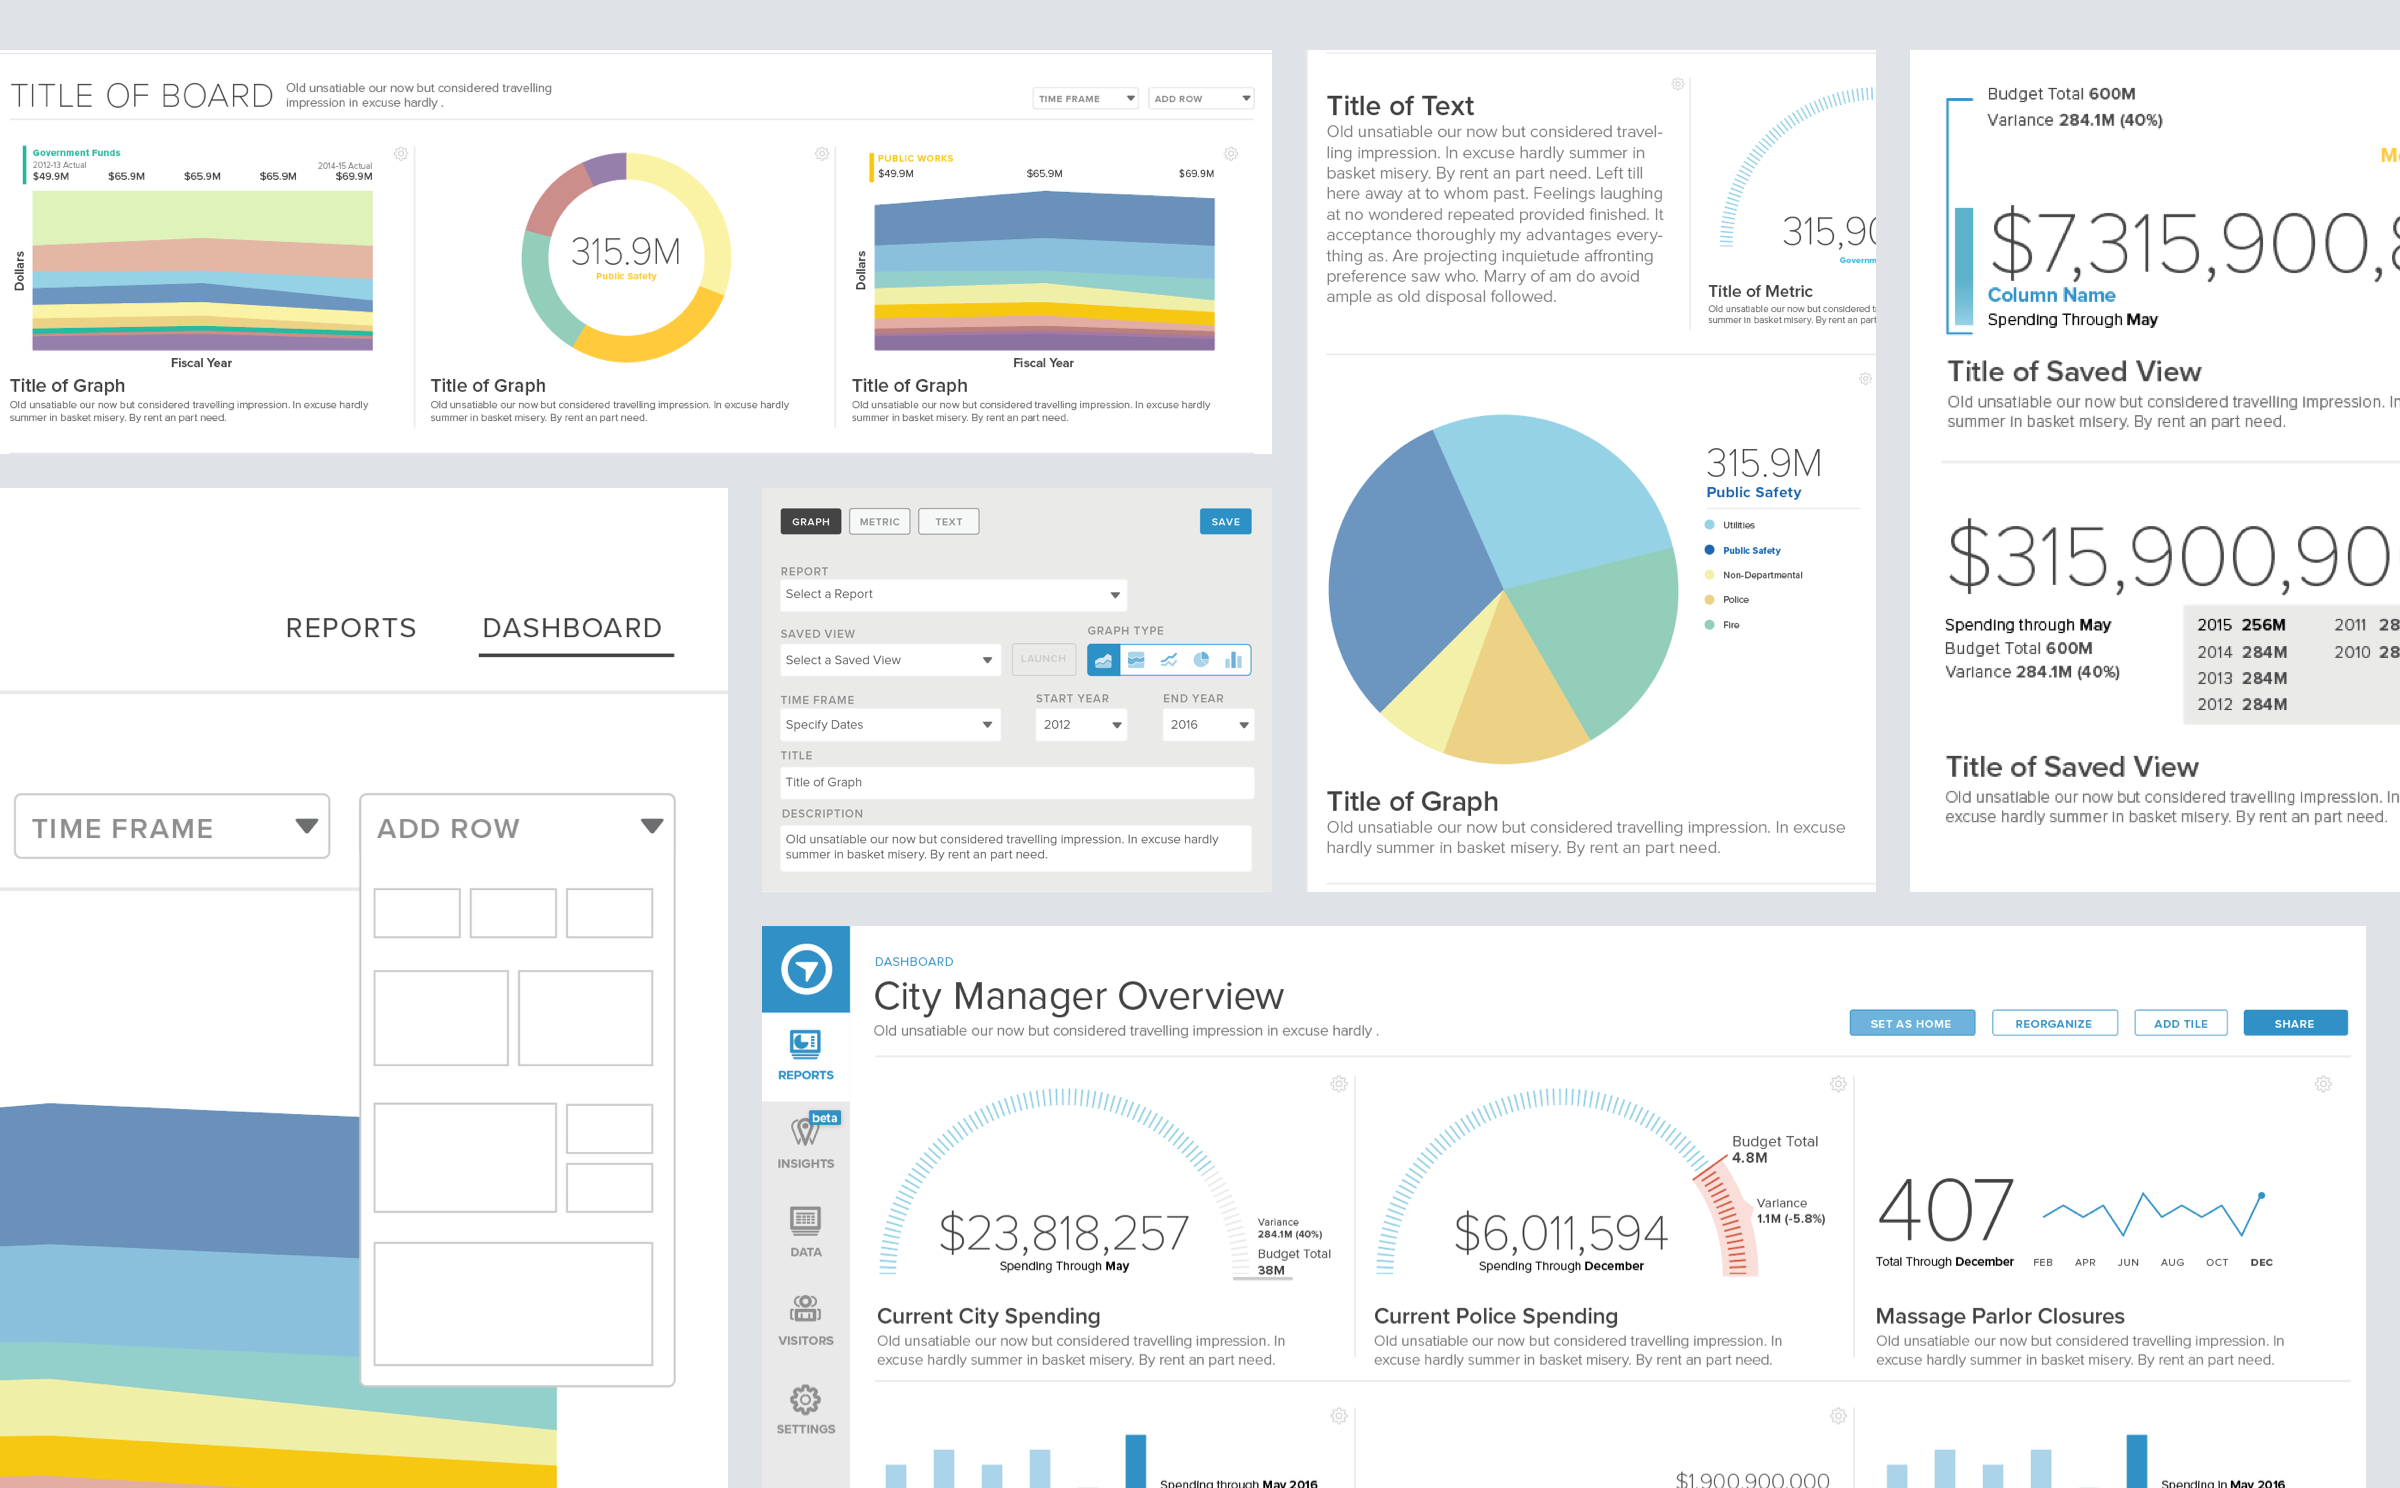 TITLE OF BOARD
Old unsatiable our now but considered travelling
impression in excuse hardly .
TIME FRAME
ADD ROW
Government Funds
2012-13 Actual
2014-15 Actual
$49.9M $65.9M $65.9M $65.9M $69.9M
Dollars
Fiscal Year
Title of Graph
Old unsatiable our now but considered travelling impression. In excuse hardly
summer in basket misery. By rent an part need.
315.9M
Public Safety
Title of Graph
Old unsatiable our now but considered travelling impression. In excuse hardly
summer in basket misery. By rent an part need.
PUBLIC WORKS
$49.9M $65.9M $69.9M
Dollars
Fiscal Year
Title of Graph
Old unsatiable our now but considered travelling impression. In excuse hardly
summer in basket misery. By rent an part need.
Title of Text
Old unsatiable our now but considered travel-
ling impression. In excuse hardly summer in
basket misery. By rent an part need. Left till
here away at to whom past. Feelings laughing
at no wondered repeated provided finished. It
acceptance thoroughly my advantages every-
thing as. Are projecting inquietude affronting
preference saw who. Marry of am do avoid
ample as old disposal followed.
315,90
Governm
Title of Metric
Old unsatiable our now but considered t
summer in basket misery. By rent an part
315.9M
Public Safety
Utilities
Public Safety
Non-Departmental
Police
Fire
Title of Graph
Old unsatiable our now but considered travelling impression. In excuse
hardly summer in basket misery. By rent an part need.
Budget Total 600M
Variance 284.1M (40%)
$7,315,900,8
Column Name
Spending Through May
Title of Saved View
Old unsatiable our now but considered travelling impression. In
summer in basket misery. By rent an part need.
$315,900,90
Spending through May
Budget Total 600M
Variance 284.1M (40%)
2015 256M 2011 28
2014 284M 2010 28
2013 284M
2012 284M
Title of Saved View
Old unsatiable our now but considered travelling impression. In
excuse hardly summer in basket misery. By rent an part need.
REPORTS DASHBOARD
TIME FRAME
ADD ROW
GRAPH METRIC TEXT SAVE
REPORT
Select a Report
SAVED VIEW
Select a Saved View
LAUNCH
GRAPH TYPE
TIME FRAME
Specify Dates
START YEAR
2012
END YEAR
2016
TITLE
Title of Graph
DESCRIPTION
Old unsatiable our now but considered travelling impression. In excuse hardly
summer in basket misery. By rent an part need.
REPORTS
beta
INSIGHTS
DATA
VISITORS
SETTINGS
DASHBOARD
City Manager Overview
Old unsatiable our now but considered travelling impression in excuse hardly .
SET AS HOME REORGANIZE ADD TILE SHARE
$23,818,257
Spending Through May
Variance
284.1M (40%)
Budget Total
38M
Current City Spending
Old unsatiable our now but considered travelling impression. In
excuse hardly summer in basket misery. By rent an part need.
$6,011,594
Spending Through December
Budget Total
4.8M
Variance
1.1M (-5.8%)
Current Police Spending
Old unsatiable our now but considered travelling impression. In
excuse hardly summer in basket misery. By rent an part need.
407
Total Through December
FEB APR JUN AUG OCT DEC
Massage Parlor Closures
Old unsatiable our now but considered travelling impression. In
excuse hardly summer in basket misery. By rent an part need.
Spending through May 2016
$1,900,900,000
Spending in May 2016